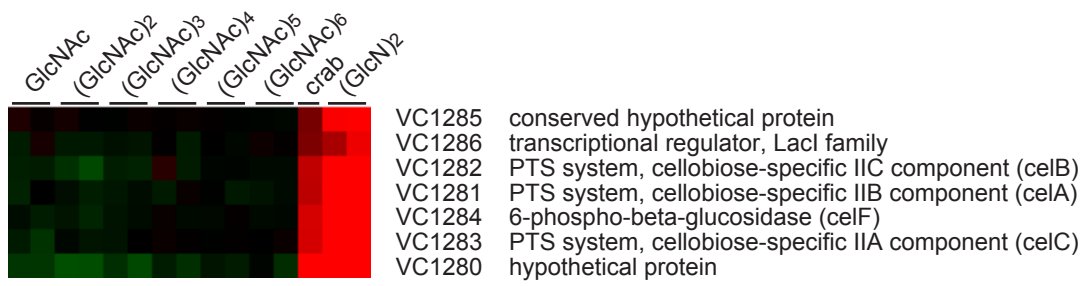 GlcNAc
(GlcNAc)2
(GlcNAc)3
(GlcNAc)4
(GlcNAc)5
(GlcNAc)6
crab
(GlcN)2
VC1285 conserved hypothetical protein
VC1286 transcriptional regulator, LacI family
VC1282 PTS system, cellobiose-specific IIC component (celB)
VC1281 PTS system, cellobiose-specific IIB component (celA)
VC1284 6-phospho-beta-glucosidase (celF)
VC1283 PTS system, cellobiose-specific IIA component (celC)
VC1280 hypothetical protein